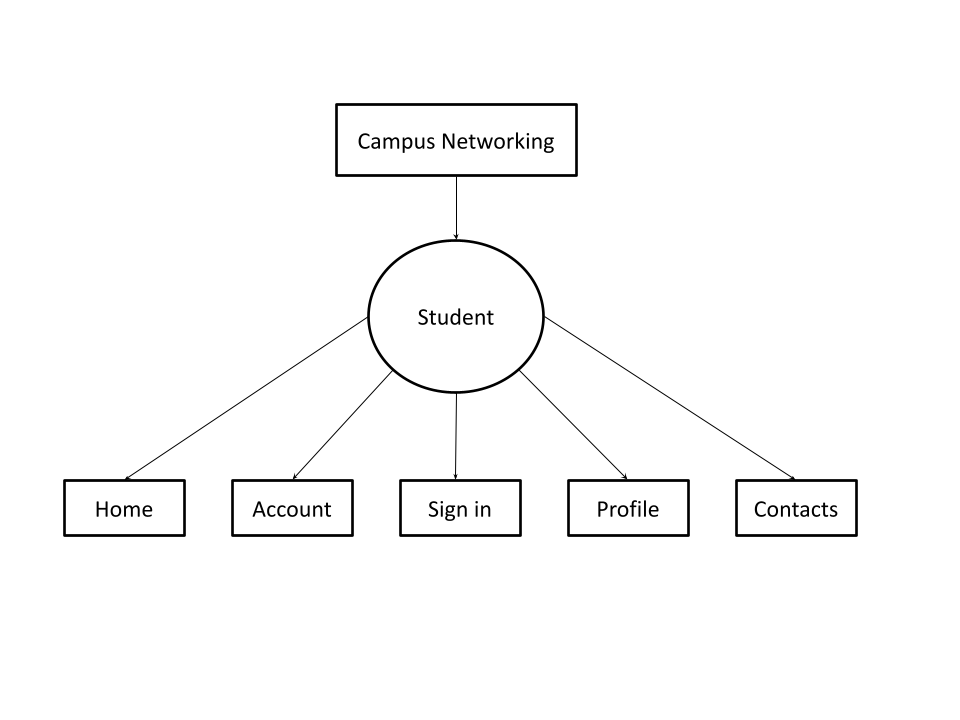 Campus Networking
Student
Home
Account
Sign in
Profile
Contacts